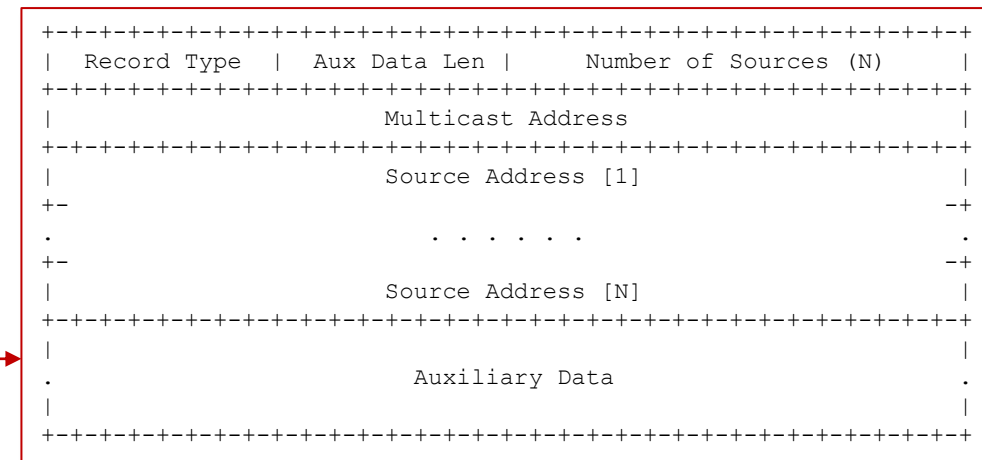 +-+-+-+-+-+-+-+-+-+-+-+-+-+-+-+-+-+-+-+-+-+-+-+-+-+-+-+-+-+-+-+-+
|  Record Type  |  Aux Data Len |     Number of Sources (N)     |
+-+-+-+-+-+-+-+-+-+-+-+-+-+-+-+-+-+-+-+-+-+-+-+-+-+-+-+-+-+-+-+-+
|                       Multicast Address                       |
+-+-+-+-+-+-+-+-+-+-+-+-+-+-+-+-+-+-+-+-+-+-+-+-+-+-+-+-+-+-+-+-+
|                       Source Address [1]                      |
+-                                                             -+
.                          . . . . . .                          .
+-                                                             -+
|                       Source Address [N]                      |
+-+-+-+-+-+-+-+-+-+-+-+-+-+-+-+-+-+-+-+-+-+-+-+-+-+-+-+-+-+-+-+-+
|                                                               |
.                         Auxiliary Data                        .
|                                                               |
+-+-+-+-+-+-+-+-+-+-+-+-+-+-+-+-+-+-+-+-+-+-+-+-+-+-+-+-+-+-+-+-+